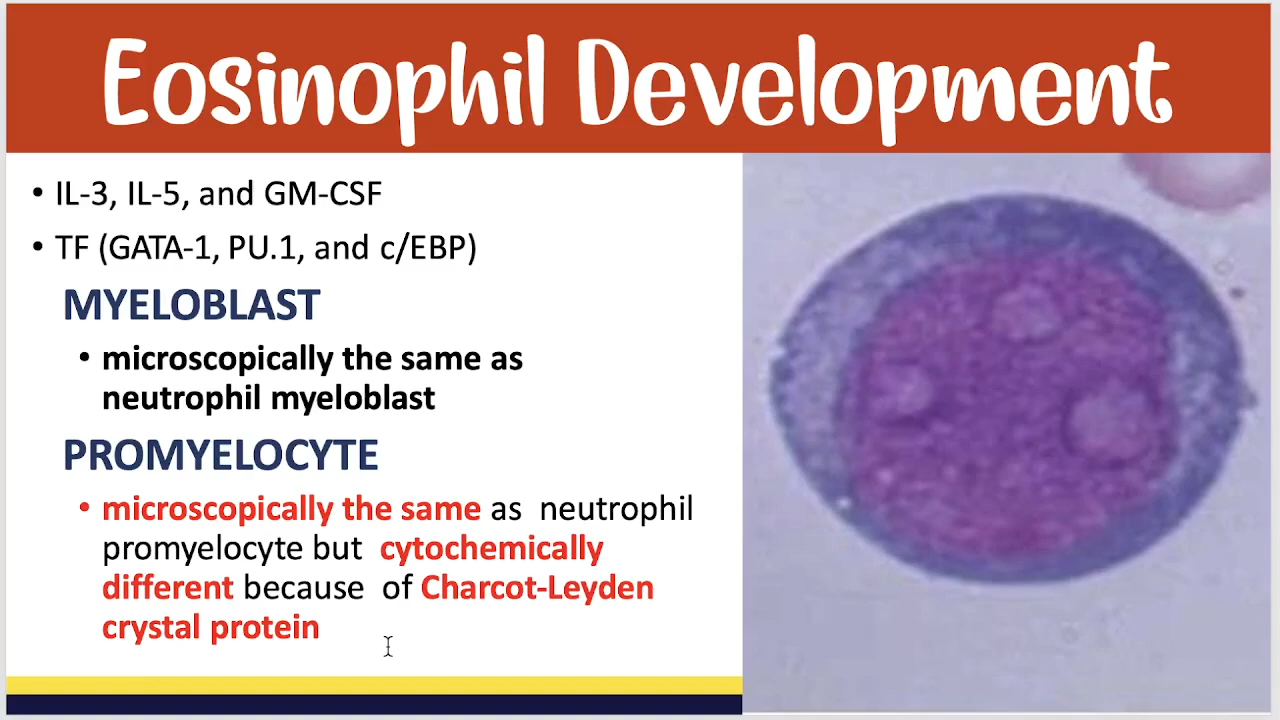 Eosinophil Development
• IL-3, IL-5, and GM-CSF
• TF (GATA-1, PU.1, and c/EBP)
MYELOBLAST
• microscopically the same as
neutrophil myeloblast
PROMYELOCYTE
• microscopically the same as neutrophil
promyelocyte but cytochemically
different because of Charcot-Leyden
crystal protein